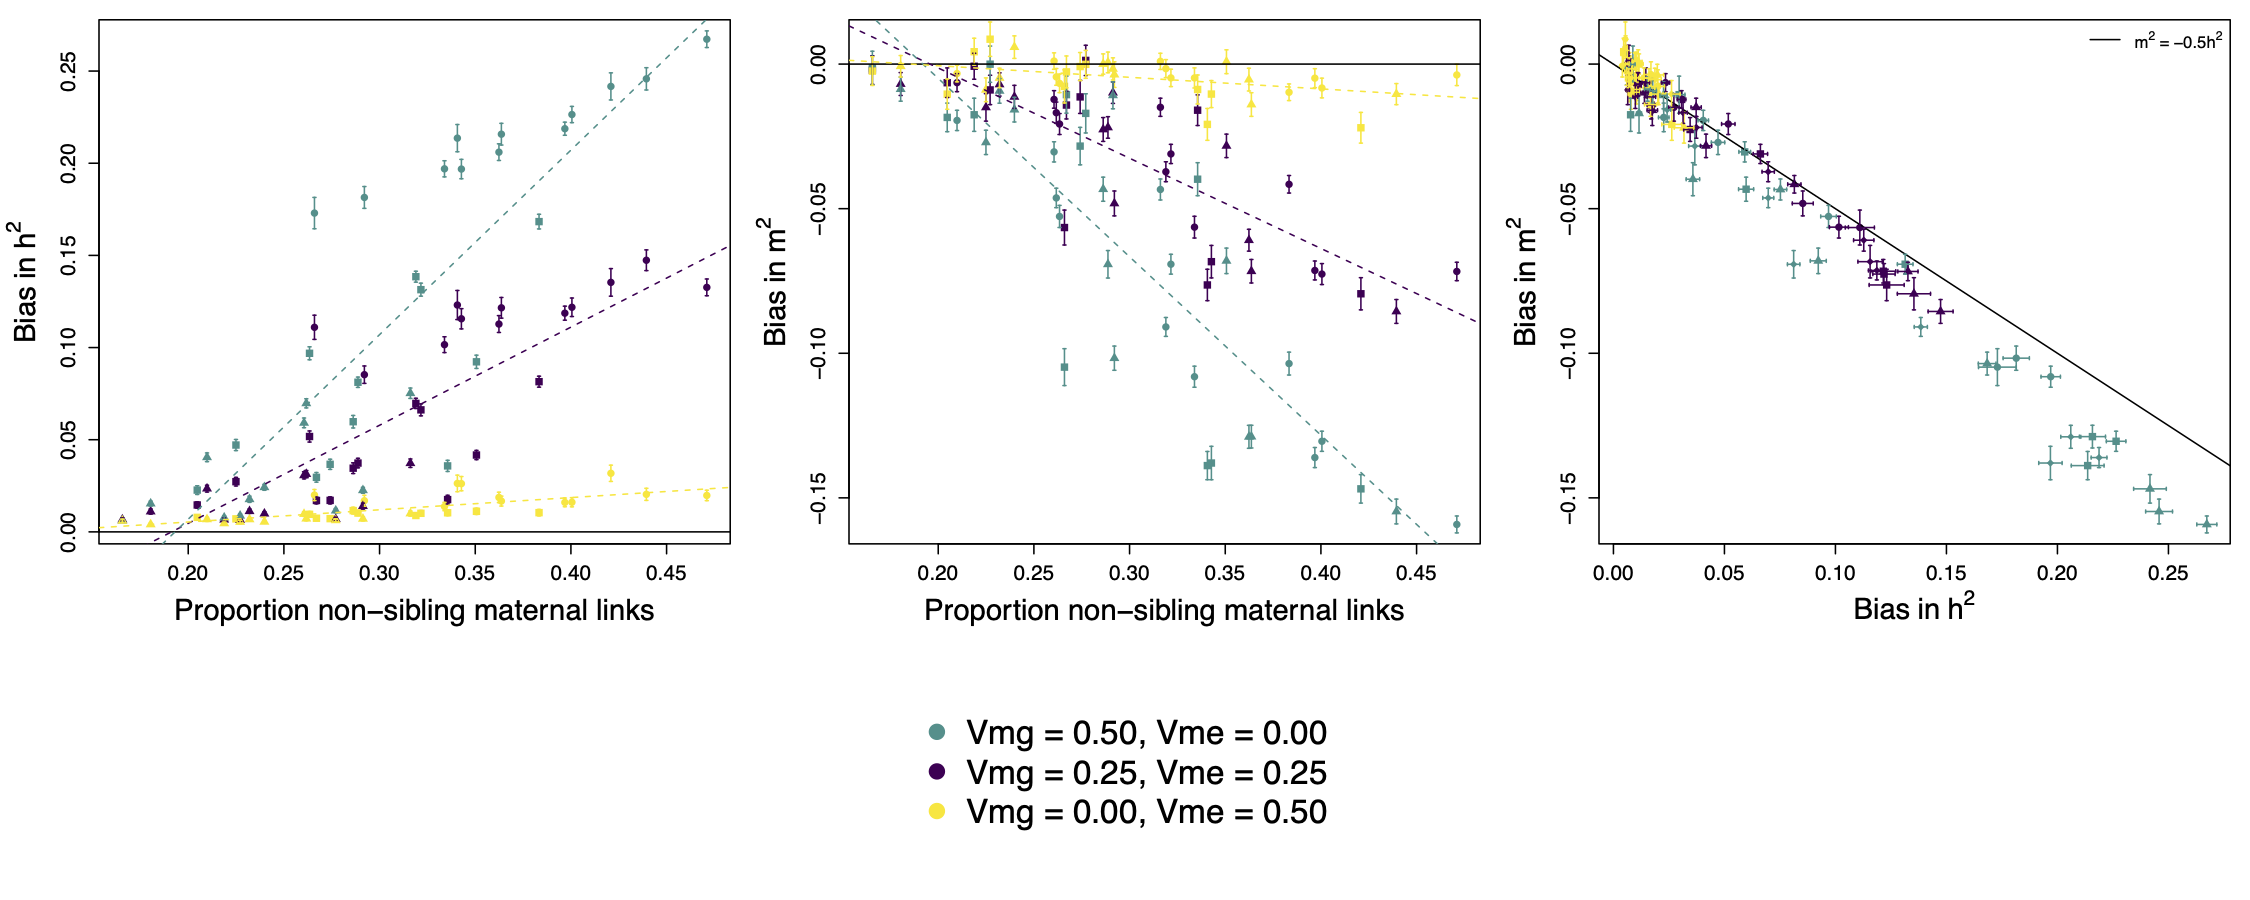 0.25
0.20
0.15
0.10
0.05
0.00
Bias in h²
0.20 0.25 0.30 0.35 0.40 0.45
Proportion non−sibling maternal links
0.00
−0.05
−0.10
−0.15
Bias in m²
0.20 0.25 0.30 0.35 0.40 0.45
Proportion non−sibling maternal links
m² = −0.5h²
0.00
−0.05
−0.10
−0.15
Bias in m²
0.00 0.05 0.10 0.15 0.20 0.25
Bias in h²
Vmg = 0.50, Vme = 0.00
Vmg = 0.25, Vme = 0.25
Vmg = 0.00, Vme = 0.50